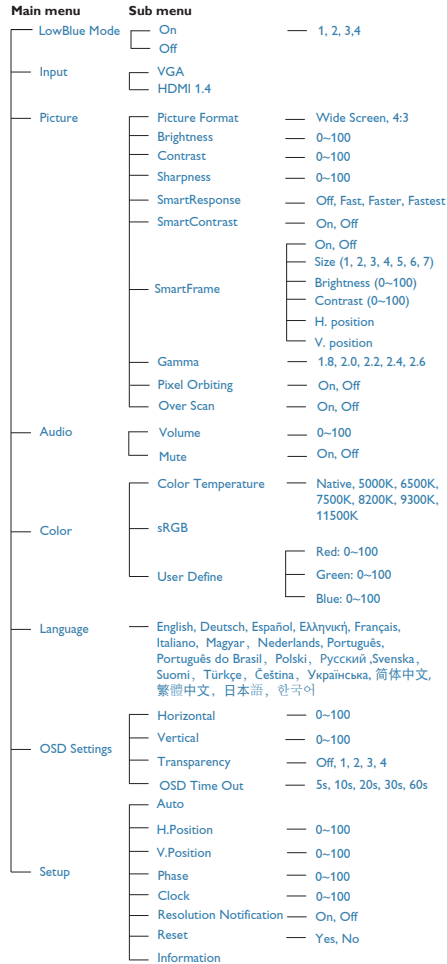 Main menu Sub menu
LowBlue Mode On 1, 2, 3,4
Off
Input VGA
HDMI 1.4
Picture Picture Format Wide Screen, 4:3
Brightness 0~100
Contrast 0~100
Sharpness 0~100
SmartResponse Off, Fast, Faster, Fastest
SmartContrast On, Off
SmartFrame On, Off
Size (1, 2, 3, 4, 5, 6, 7)
Brightness (0~100)
Contrast (0~100)
H. position
V. position
Gamma 1.8, 2.0, 2.2, 2.4, 2.6
Pixel Orbiting On, Off
Over Scan On, Off
Audio Volume 0~100
Mute On, Off
Color Color Temperature Native, 5000K, 6500K,
7500K, 8200K, 9300K,
11500K
sRGB
User Define Red: 0~100
Green: 0~100
Blue: 0~100
Language English, Deutsch, Español, Ελληνική, Français,
Italiano, Magyar, Nederlands, Português,
Português do Brasil, Polski, Русский ,Svenska,
Suomi, Türkçe, Čeština, Українська, 简体中文,
繁體中文, 日本語, 한국어
OSD Settings Horizontal 0~100
Vertical 0~100
Transparency Off, 1, 2, 3, 4
OSD Time Out 5s, 10s, 20s, 30s, 60s
Setup Auto
H.Position 0~100
V.Position 0~100
Phase 0~100
Clock 0~100
Resolution Notification On, Off
Reset Yes, No
Information